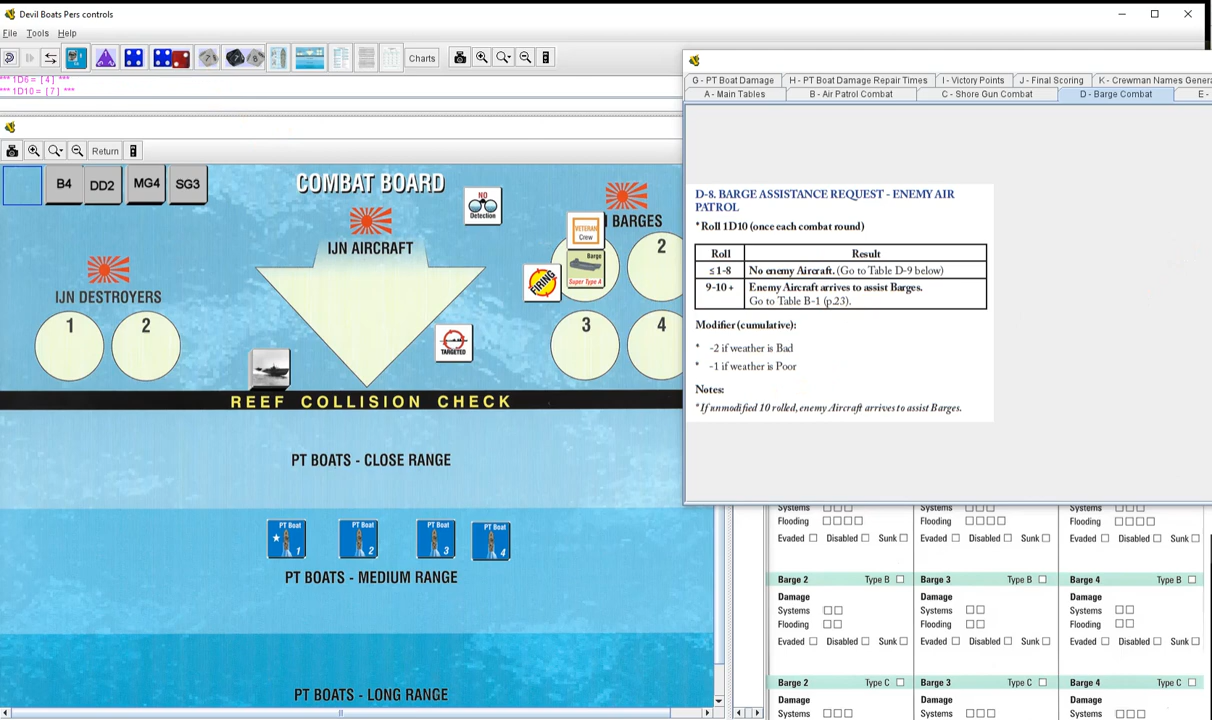 Devil Boats Pers controls
File Tools Help
Charts
*** 1D6 = [ 4 ] ***
*** 1D10 = [ 7 ] ***
Return
B4 DD2 MG4 SG3
COMBAT BOARD
NO
Detection
IJN AIRCRAFT
IJN DESTROYERS
1 2
BARGES
VETERAN
Crew
Barge
Super Type A
FIRING
2
3 4
TARGETED
REEF COLLISION CHECK
PT BOATS - CLOSE RANGE
PT Boat 1
PT Boat 2
PT Boat 3
PT Boat 4
PT BOATS - MEDIUM RANGE
PT BOATS - LONG RANGE
G - PT Boat Damage H - PT Boat Damage Repair Times I - Victory Points J - Final Scoring K - Crewman Names Genera
A - Main Tables B - Air Patrol Combat C - Shore Gun Combat D - Barge Combat E -
D-8. BARGE ASSISTANCE REQUEST - ENEMY AIR
PATROL
*Roll 1D10 (once each combat round)
Roll Result
≤1-8 No enemy Aircraft. (Go to Table D-9 below)
9-10+ Enemy Aircraft arrives to assist Barges.
Go to Table B-1 (p.23).
Modifier (cumulative):
* -2 if weather is Bad
* -1 if weather is Poor
Notes:
*If unmodified 10 rolled, enemy Aircraft arrives to assist Barges.
Systems Systems Systems
Flooding Flooding Flooding
Evaded Disabled Sunk Evaded Disabled Sunk Evaded Disabled Sunk
Barge 2 Type B Barge 3 Type B Barge 4 Type B
Damage Damage Damage
Systems Systems Systems
Flooding Flooding Flooding
Evaded Disabled Sunk Evaded Disabled Sunk Evaded Disabled Sunk
Barge 2 Type C Barge 3 Type C Barge 4 Type C
Damage Damage Damage
Systems Systems Systems